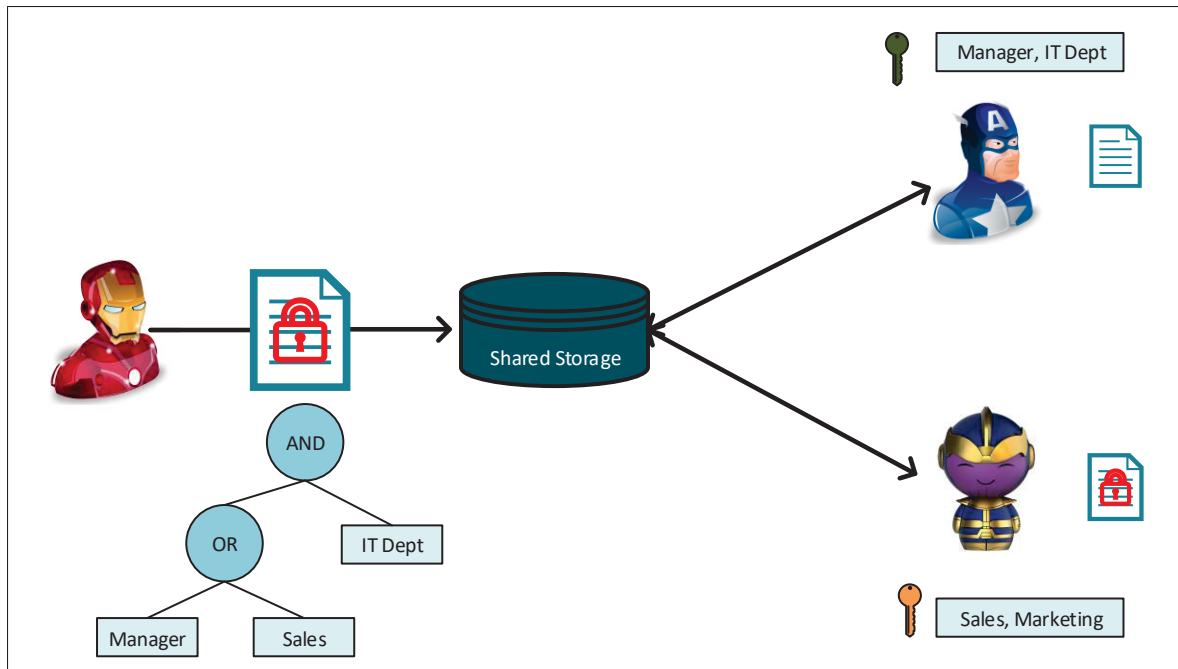 Manager, IT Dept
A
Shared Storage
AND
OR
IT Dept
Manager
Sales
Sales, Marketing